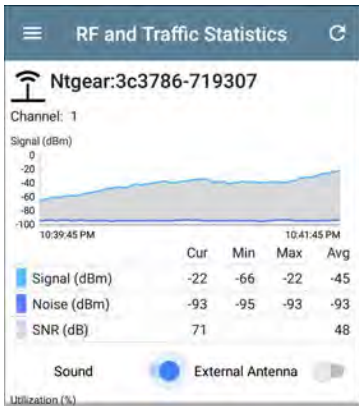 RF and Traffic Statistics
Ntgear:3c3786-719307
Channel: 1
Signal (dBm)
0
-20
-40
-60
-80
-100
10:39:45 PM 10:41:45 PM
Cur Min Max Avg
Signal (dBm) -22 -66 -22 -45
Noise (dBm) -93 -95 -93 -93
SNR (dB) 71 48
Sound External Antenna
Utilization (%)